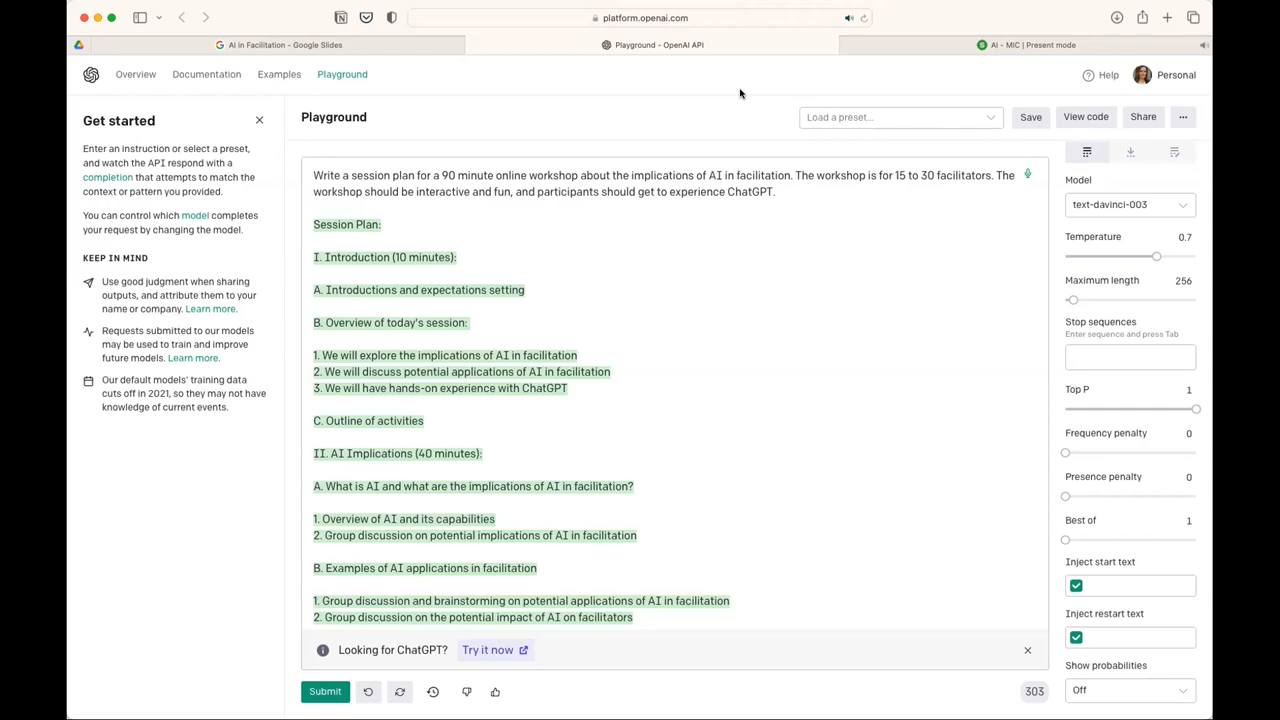 platform.openai.com
AI in Facilitation - Google Slides
Playground - OpenAI API
AI - MIC | Present mode
Overview
Documentation
Examples
Playground
Help
Personal
Get started
Enter an instruction or select a preset,
and watch the API respond with a
completion that attempts to match the
context or pattern you provided.
You can control which model completes
your request by changing the model.
KEEP IN MIND
Use good judgment when sharing
outputs, and attribute them to your
name or company. Learn more.
Requests submitted to our models
may be used to train and improve
future models. Learn more.
Our default models' training data
cuts off in 2021, so they may not have
knowledge of current events.
Playground
Load a preset...
Save
View code
Share
...
Write a session plan for a 90 minute online workshop about the implications of AI in facilitation. The workshop is for 15 to 30 facilitators. The
workshop should be interactive and fun, and participants should get to experience ChatGPT.
Session Plan:
I. Introduction (10 minutes):
A. Introductions and expectations setting
B. Overview of today's session:
1. We will explore the implications of AI in facilitation
2. We will discuss potential applications of AI in facilitation
3. We will have hands-on experience with ChatGPT
C. Outline of activities
II. AI Implications (40 minutes):
A. What is AI and what are the implications of AI in facilitation?
1. Overview of AI and its capabilities
2. Group discussion on potential implications of AI in facilitation
B. Examples of AI applications in facilitation
1. Group discussion and brainstorming on potential applications of AI in facilitation
2. Group discussion on the potential impact of AI on facilitators
Looking for ChatGPT? Try it now
Submit
303
Model
text-davinci-003
Temperature 0.7
Maximum length 256
Stop sequences
Enter sequence and press Tab
Top P 1
Frequency penalty 0
Presence penalty 0
Best of 1
Inject start text
Inject restart text
Show probabilities
Off